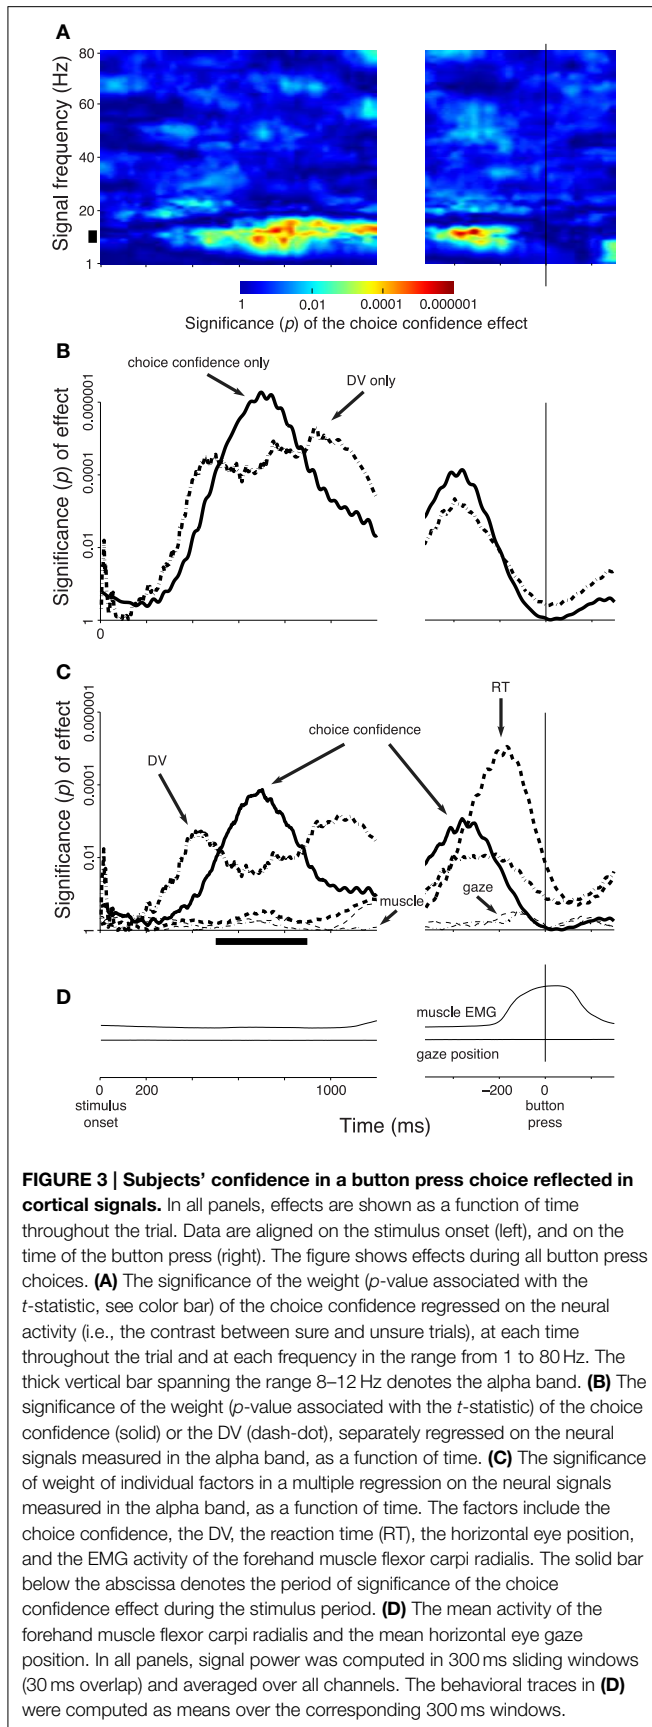 A
Signal frequency (Hz)
80
60
40
20
1
1
0.01
0.0001
0.000001
Significance (p) of the choice confidence effect
B
Significance (p) of effect
0.000001
0.0001
0.01
1
choice confidence only
DV only
0
C
Significance (p) of effect
0.000001
0.0001
0.01
1
RT
choice confidence
DV
muscle
gaze
D
muscle EMG
gaze position
0
200
1000
−200
0
stimulus
onset
button
press
Time (ms)
FIGURE 3 | Subjects’ confidence in a button press choice reflected in
cortical signals. In all panels, effects are shown as a function of time
throughout the trial. Data are aligned on the stimulus onset (left), and on the
time of the button press (right). The figure shows effects during all button press
choices. (A) The significance of the weight (p-value associated with the
t-statistic, see color bar) of the choice confidence regressed on the neural
activity (i.e., the contrast between sure and unsure trials), at each time
throughout the trial and at each frequency in the range from 1 to 80 Hz. The
thick vertical bar spanning the range 8–12 Hz denotes the alpha band. (B) The
significance of the weight (p-value associated with the t-statistic) of the choice
confidence (solid) or the DV (dash-dot), separately regressed on the neural
signals measured in the alpha band, as a function of time. (C) The significance
of weight of individual factors in a multiple regression on the neural signals
measured in the alpha band, as a function of time. The factors include the
choice confidence, the DV, the reaction time (RT), the horizontal eye position,
and the EMG activity of the forehand muscle flexor carpi radialis. The solid bar
below the abscissa denotes the period of significance of the choice
confidence effect during the stimulus period. (D) The mean activity of the
forehand muscle flexor carpi radialis and the mean horizontal eye gaze
position. In all panels, signal power was computed in 300 ms sliding windows
(30 ms overlap) and averaged over all channels. The behavioral traces in (D)
were computed as means over the corresponding 300 ms windows.